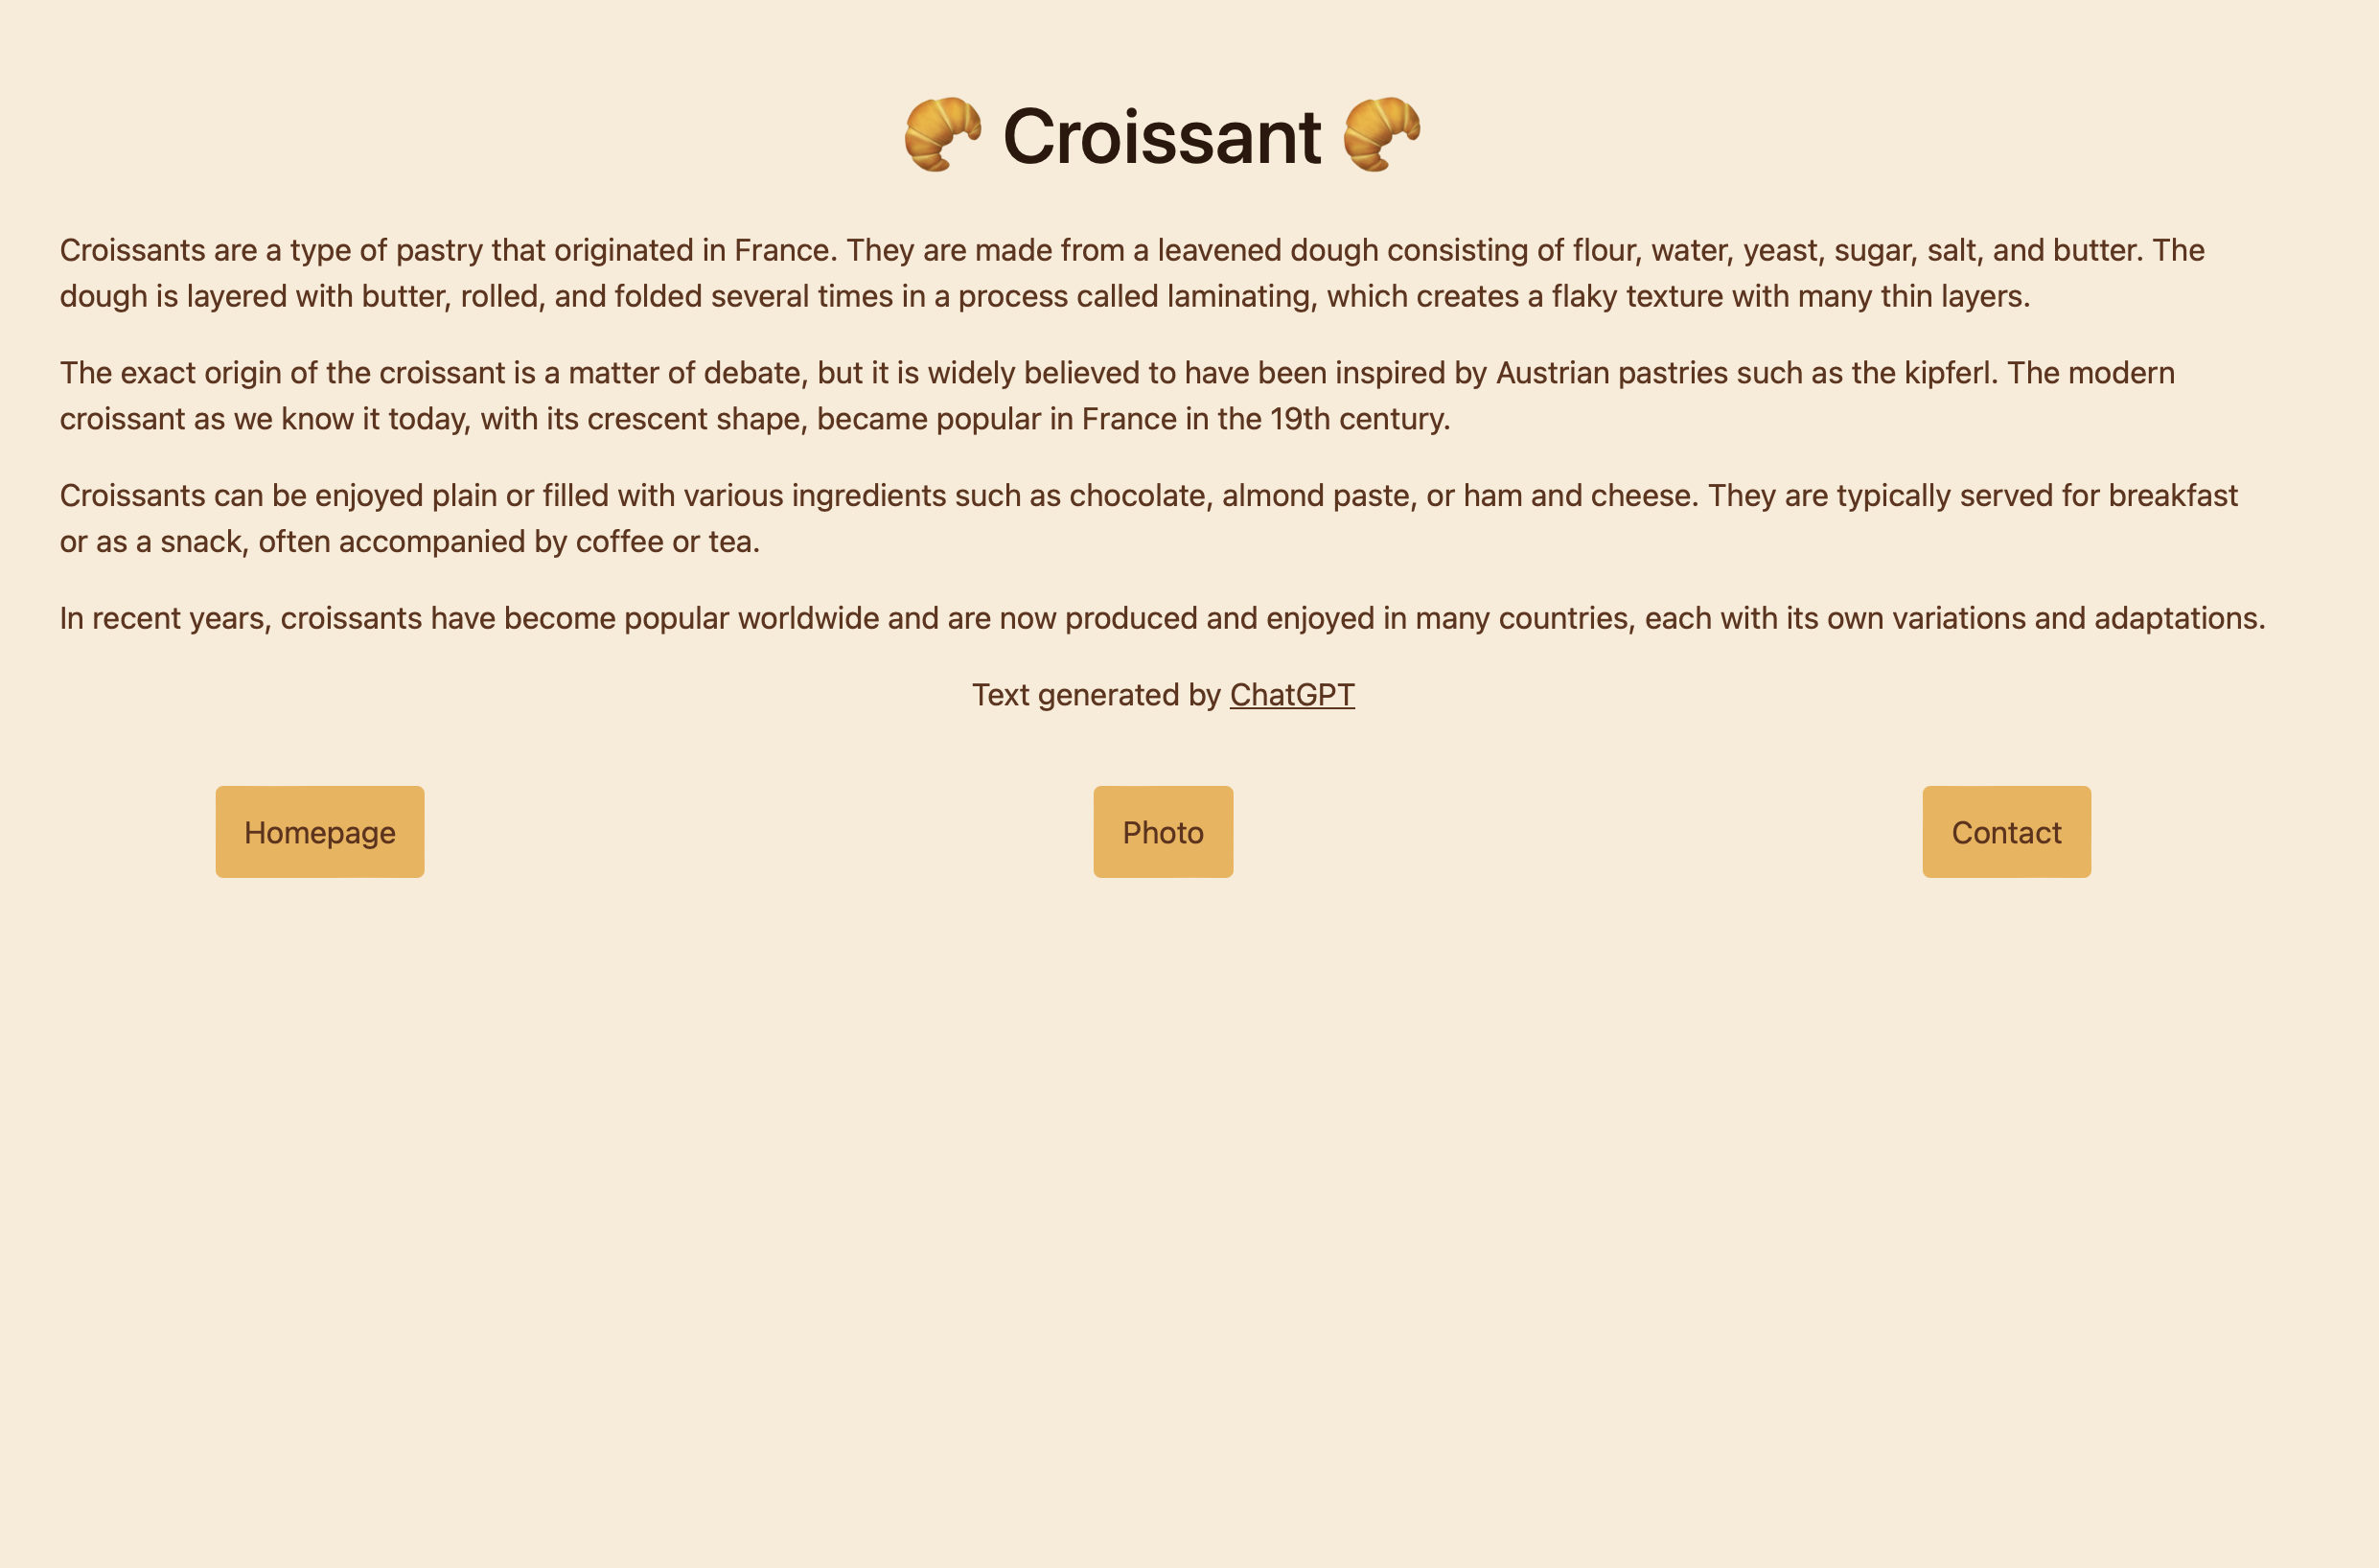 🥐 Croissant 🥐
Croissants are a type of pastry that originated in France. They are made from a leavened dough consisting of flour, water, yeast, sugar, salt, and butter. The
dough is layered with butter, rolled, and folded several times in a process called laminating, which creates a flaky texture with many thin layers.
The exact origin of the croissant is a matter of debate, but it is widely believed to have been inspired by Austrian pastries such as the kipferl. The modern
croissant as we know it today, with its crescent shape, became popular in France in the 19th century.
Croissants can be enjoyed plain or filled with various ingredients such as chocolate, almond paste, or ham and cheese. They are typically served for breakfast
or as a snack, often accompanied by coffee or tea.
In recent years, croissants have become popular worldwide and are now produced and enjoyed in many countries, each with its own variations and adaptations.
Text generated by ChatGPT
Homepage
Photo
Contact